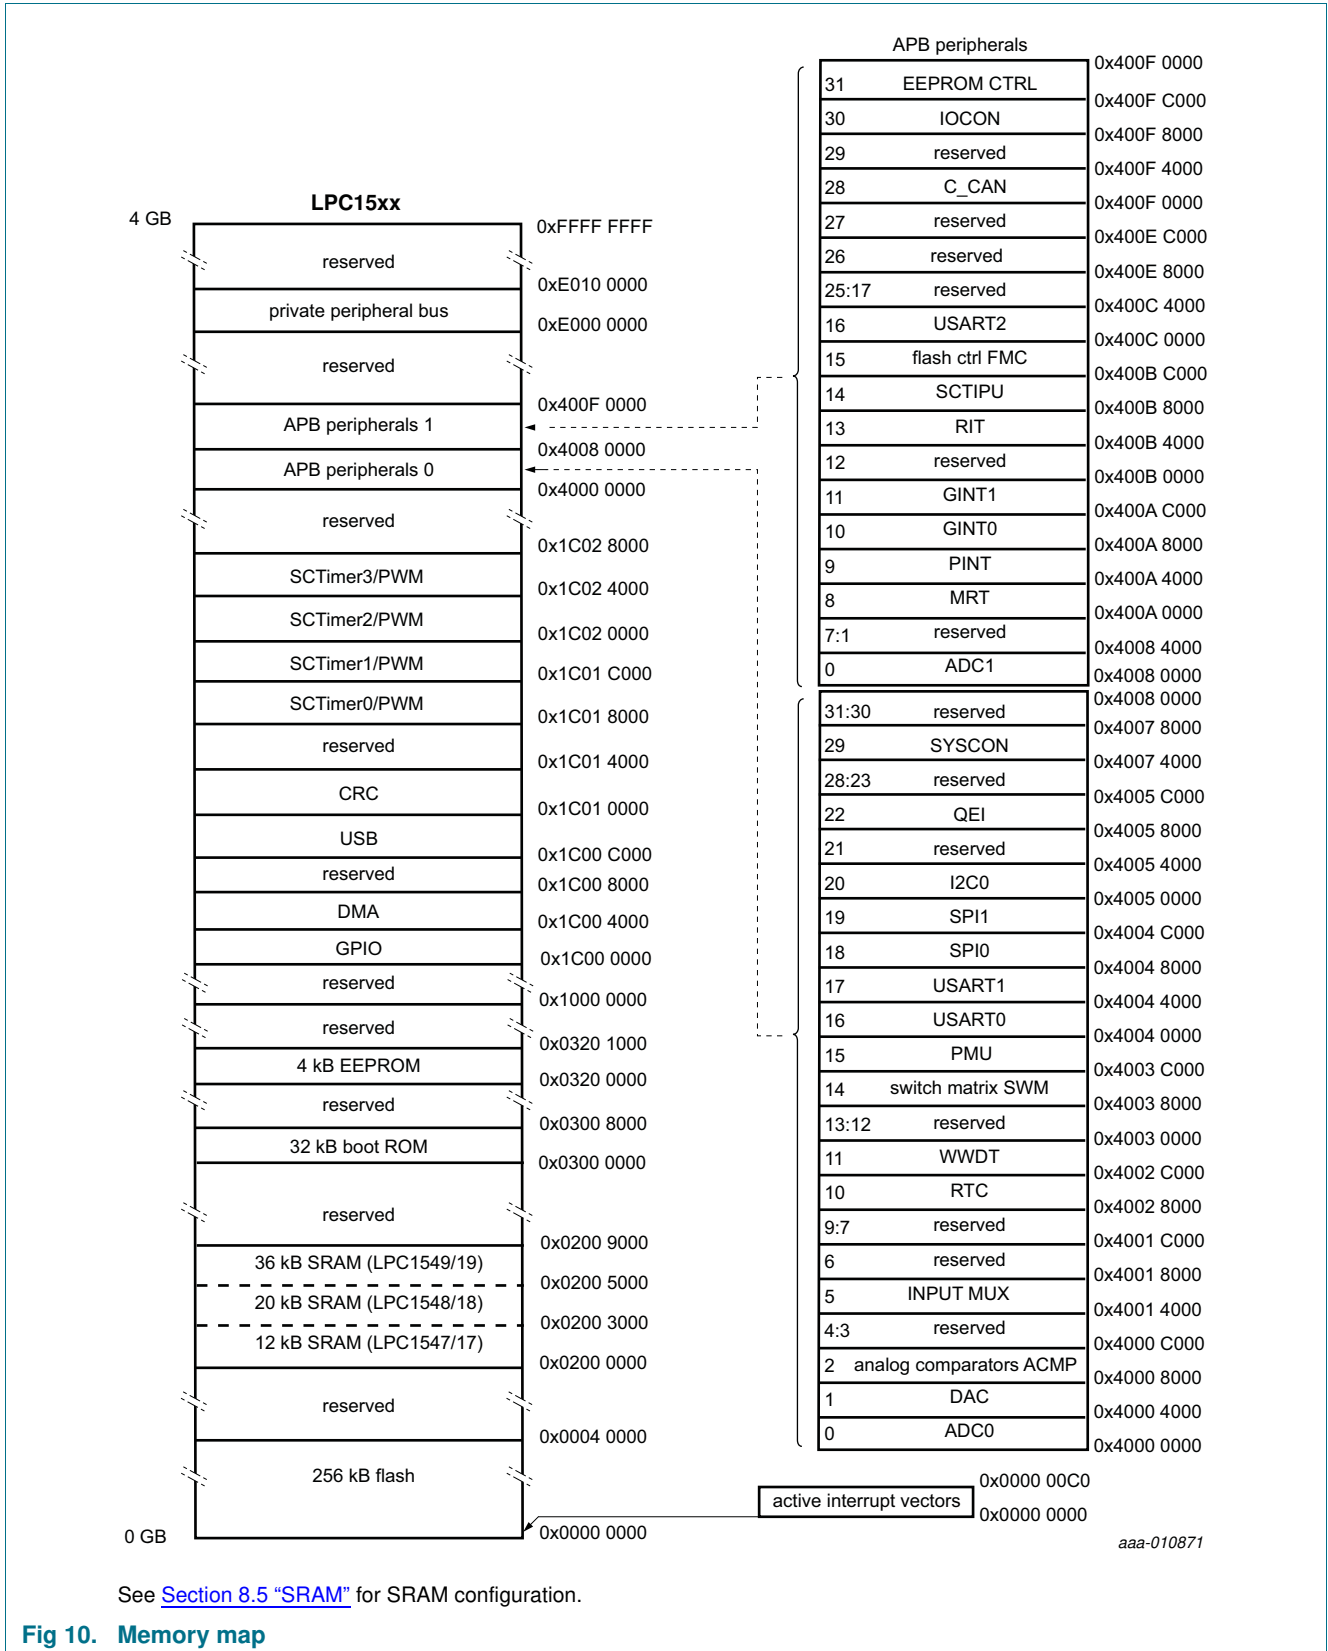 LPC15xx
4 GB
0xFFFF FFFF
reserved
0xE010 0000
private peripheral bus
0xE000 0000
reserved
0x400F 0000
APB peripherals 1
0x4008 0000
APB peripherals 0
0x4000 0000
reserved
0x1C02 8000
SCTimer3/PWM
0x1C02 4000
SCTimer2/PWM
0x1C02 0000
SCTimer1/PWM
0x1C01 C000
SCTimer0/PWM
0x1C01 8000
reserved
0x1C01 4000
CRC
0x1C01 0000
USB
0x1C00 C000
reserved
0x1C00 8000
DMA
0x1C00 4000
GPIO
0x1C00 0000
reserved
0x1000 0000
reserved
0x0320 1000
4 kB EEPROM
0x0320 0000
reserved
0x0300 8000
32 kB boot ROM
0x0300 0000
reserved
0x0200 9000
36 kB SRAM (LPC1549/19)
0x0200 5000
20 kB SRAM (LPC1548/18)
0x0200 3000
12 kB SRAM (LPC1547/17)
0x0200 0000
reserved
0x0004 0000
256 kB flash
0 GB
0x0000 0000
APB peripherals
0x400F 0000
31 EEPROM CTRL
0x400F C000
30 IOCON
0x400F 8000
29 reserved
0x400F 4000
28 C_CAN
0x400F 0000
27 reserved
0x400E C000
26 reserved
0x400E 8000
25:17 reserved
0x400C 4000
16 USART2
0x400C 0000
15 flash ctrl FMC
0x400B C000
14 SCTIPU
0x400B 8000
13 RIT
0x400B 4000
12 reserved
0x400B 0000
11 GINT1
0x400A C000
10 GINT0
0x400A 8000
9 PINT
0x400A 4000
8 MRT
0x400A 0000
7:1 reserved
0x4008 4000
0 ADC1
0x4008 0000
0x4008 0000
31:30 reserved
0x4007 8000
29 SYSCON
0x4007 4000
28:23 reserved
0x4005 C000
22 QEI
0x4005 8000
21 reserved
0x4005 4000
20 I2C0
0x4005 0000
19 SPI1
0x4004 C000
18 SPI0
0x4004 8000
17 USART1
0x4004 4000
16 USART0
0x4004 0000
15 PMU
0x4003 C000
14 switch matrix SWM
0x4003 8000
13:12 reserved
0x4003 0000
11 WWDT
0x4002 C000
10 RTC
0x4002 8000
9:7 reserved
0x4001 C000
6 reserved
0x4001 8000
5 INPUT MUX
0x4001 4000
4:3 reserved
0x4000 C000
2 analog comparators ACMP
0x4000 8000
1 DAC
0x4000 4000
0 ADC0
0x4000 0000
0x0000 00C0
active interrupt vectors
0x0000 0000
aaa-010871
See Section 8.5 “SRAM” for SRAM configuration.
Fig 10. Memory map